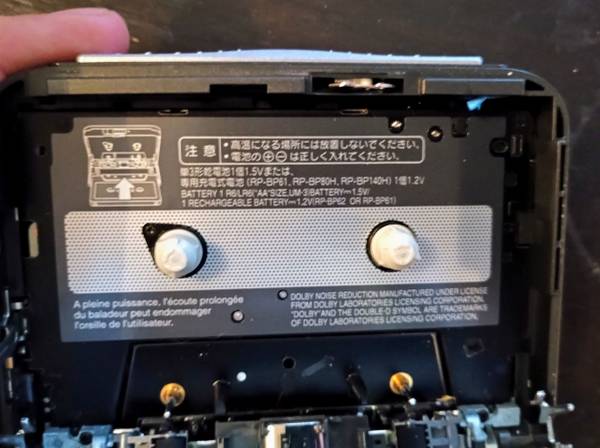 注意
・高温になる場所には放置しないでください。
・電池の⊕⊖は正しく入れてください。
単3形乾電池1個1.5Vまたは、
専用充電式電池 (RP-BP61、RP-BP80H、RP-BP140H) 1個1.2V
BATTERY 1 R6/LR6("AA"SIZE,UM-3)BATTERY⎓1.5V/
1 RECHARGEABLE BATTERY⎓1.2V(RP-BP62 OR RP-BP61)
A pleine puissance, l'écoute prolongée
du baladeur peut endommager
l'oreille de l'utilisateur.
DOLBY NOISE REDUCTION MANUFACTURED UNDER LICENSE
FROM DOLBY LABORATORIES LICENSING CORPORATION.
"DOLBY"AND THE DOUBLE-D SYMBOL ARE TRADEMARKS
OF DOLBY LABORATORIES LICENSING CORPORATION.